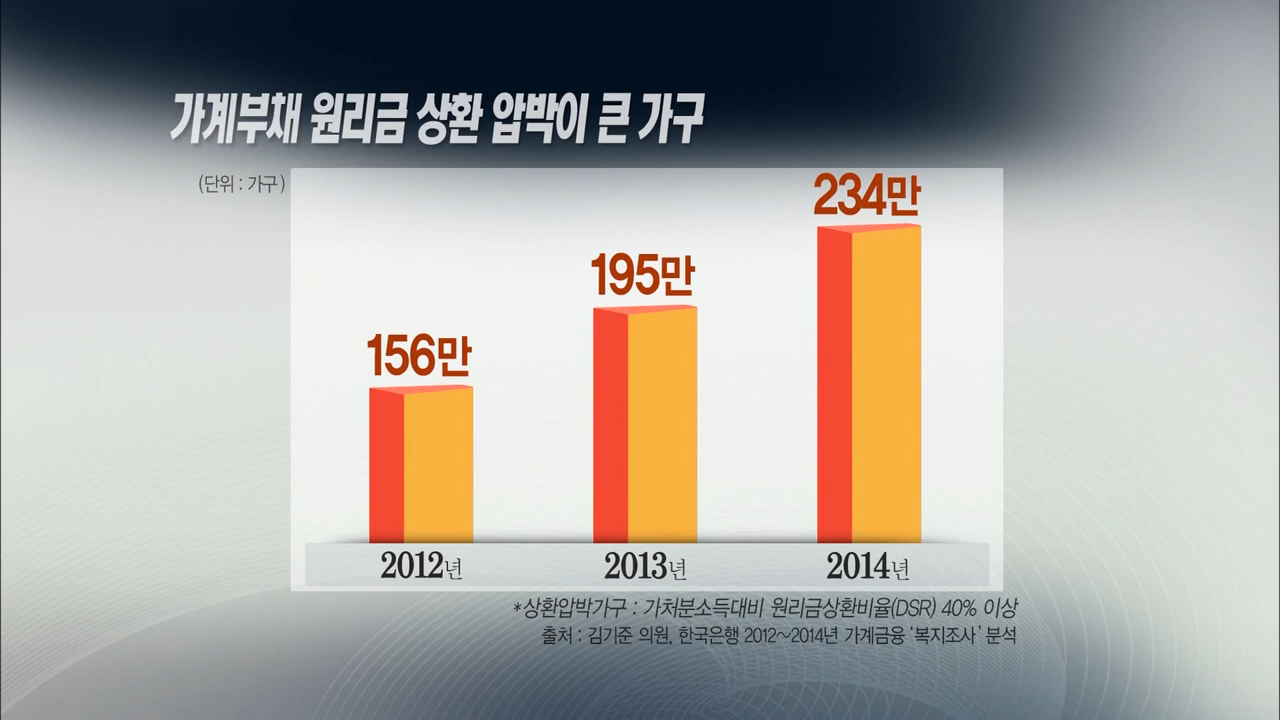 가계부채 원리금 상환 압박이 큰 가구
(단위 : 가구)
156만
195만
234만
2012년
2013년
2014년
*상환압박가구 : 가처분소득대비 원리금상환비율(DSR) 40% 이상
출처 : 김기준 의원, 한국은행 2012~2014년 가계금융 ‘복지조사’ 분석